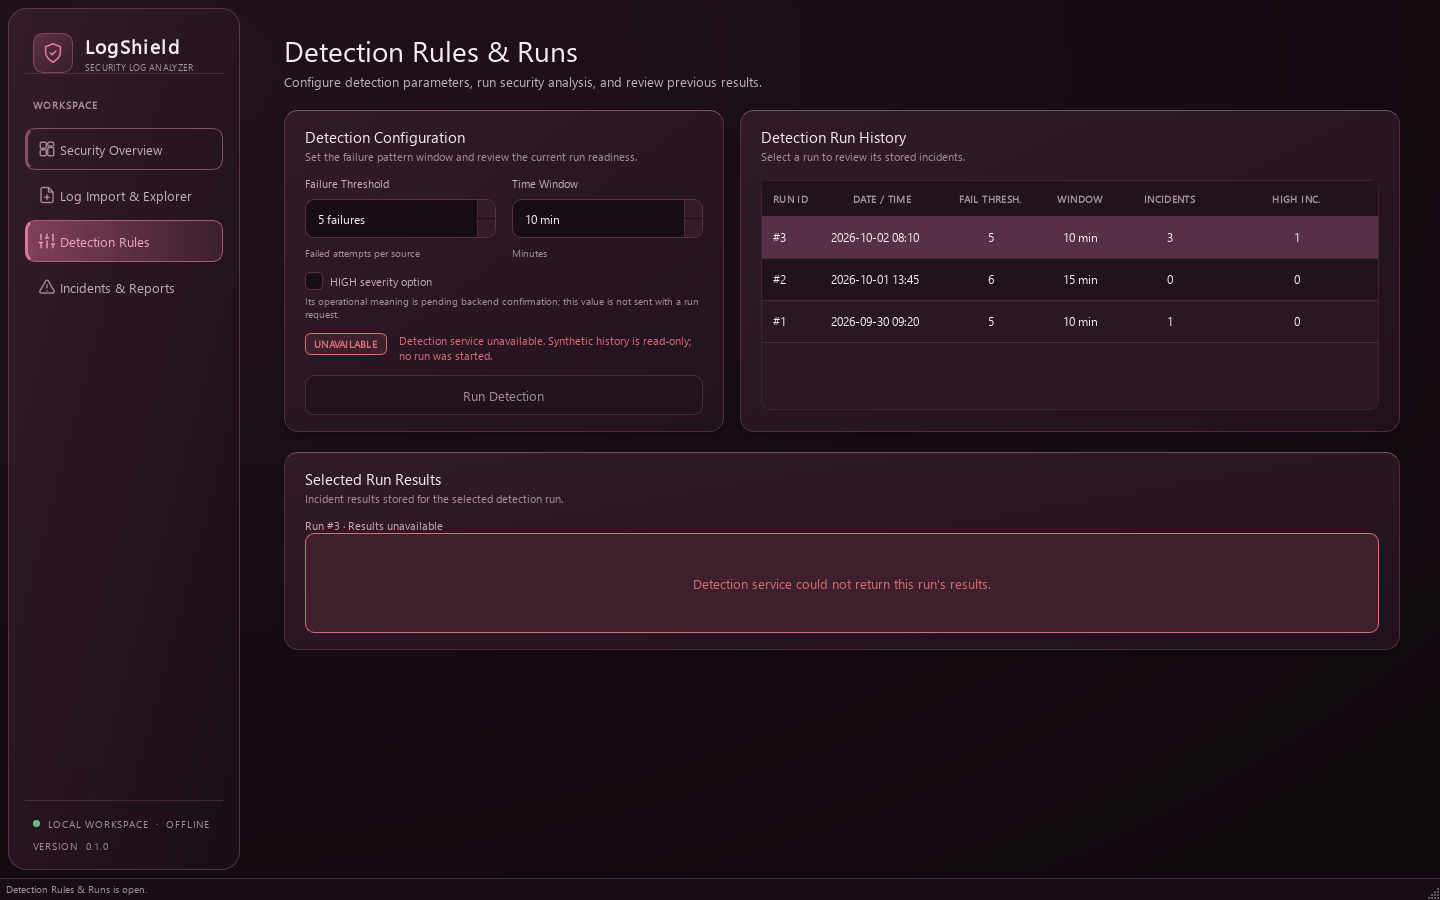 LogShield
SECURITY LOG ANALYZER
WORKSPACE
Security Overview
Log Import & Explorer
Detection Rules
Incidents & Reports
LOCAL WORKSPACE · OFFLINE
VERSION 0.1.0
Detection Rules & Runs
Configure detection parameters, run security analysis, and review previous results.
Detection Configuration
Set the failure pattern window and review the current run readiness.
Failure Threshold Time Window
5 failures 10 min
Failed attempts per source Minutes
HIGH severity option
Its operational meaning is pending backend confirmation; this value is not sent with a run
request.
UNAVAILABLE Detection service unavailable. Synthetic history is read-only;
no run was started.
Run Detection
Detection Run History
Select a run to review its stored incidents.
RUN ID DATE / TIME FAIL THRESH. WINDOW INCIDENTS HIGH INC.
#3 2026-10-02 08:10 5 10 min 3 1
#2 2026-10-01 13:45 6 15 min 0 0
#1 2026-09-30 09:20 5 10 min 1 0
Selected Run Results
Incident results stored for the selected detection run.
Run #3 · Results unavailable
Detection service could not return this run's results.
Detection Rules & Runs is open.